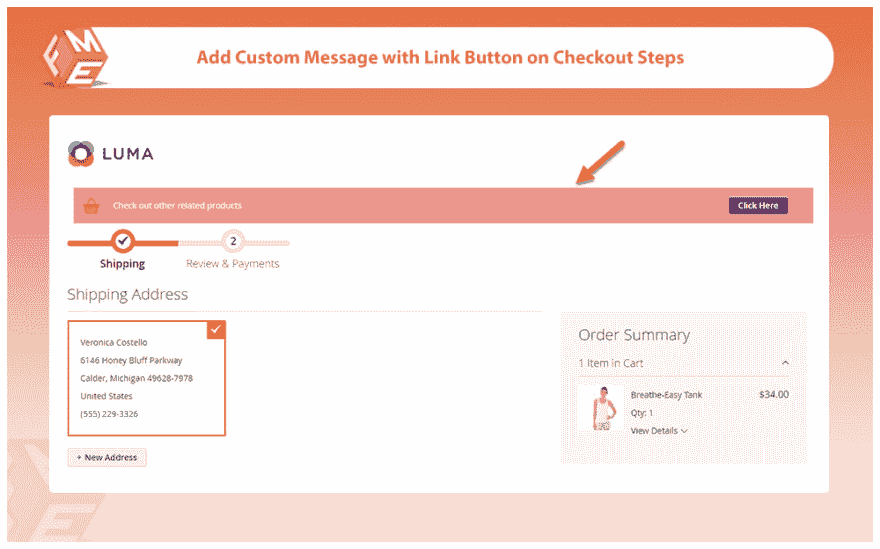 FME
Add Custom Message with Link Button on Checkout Steps
LUMA
Check out other related products
Click Here
2
Shipping
Review & Payments
Shipping Address
Veronica Costello
6146 Honey Bluff Parkway
Calder, Michigan 49628-7978
United States
(555) 229-3326
+ New Address
Order Summary
1 Item in Cart
Breathe-Easy Tank
$34.00
Qty: 1
View Details
FME